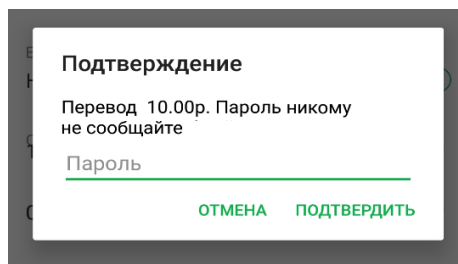 Подтверждение
Перевод 10.00р. Пароль никому
не сообщайте
Пароль
ОТМЕНА ПОДТВЕРДИТЬ